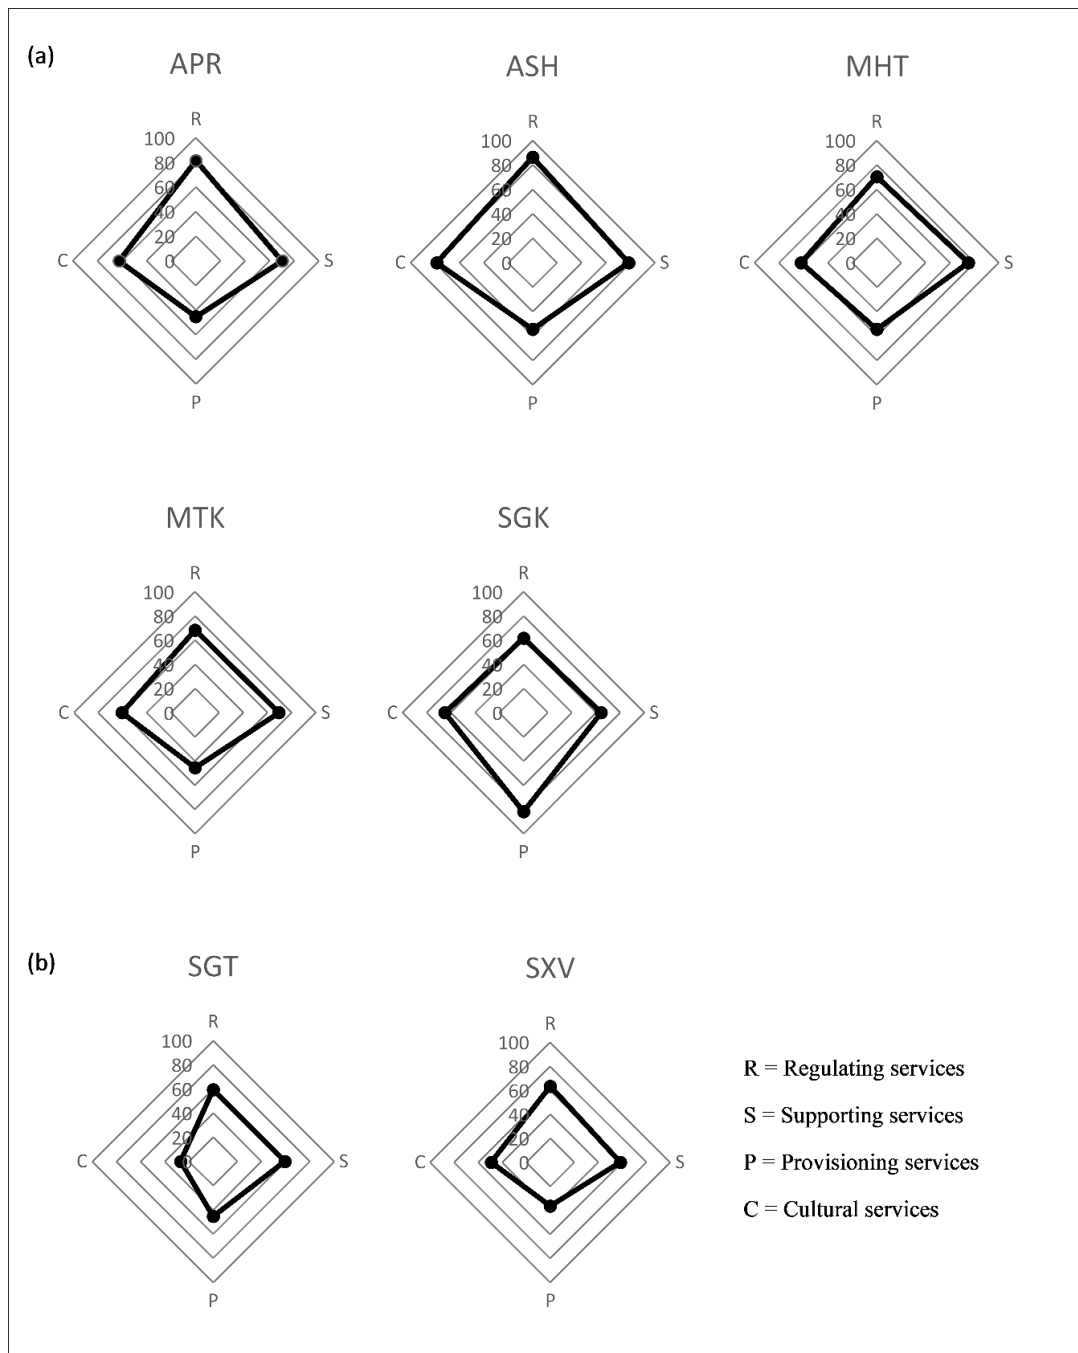 (a)
APR
R
100
80
60
40
20
0
C
S
P
ASH
R
100
80
60
40
20
0
C
S
P
MHT
R
100
80
60
40
20
0
C
S
P
MTK
R
100
80
60
40
20
0
C
S
P
SGK
R
100
80
60
40
20
0
C
S
P
(b)
SGT
R
100
80
60
40
20
0
C
S
P
SXV
R
100
80
60
40
20
0
C
S
P
R = Regulating services
S = Supporting services
P = Provisioning services
C = Cultural services